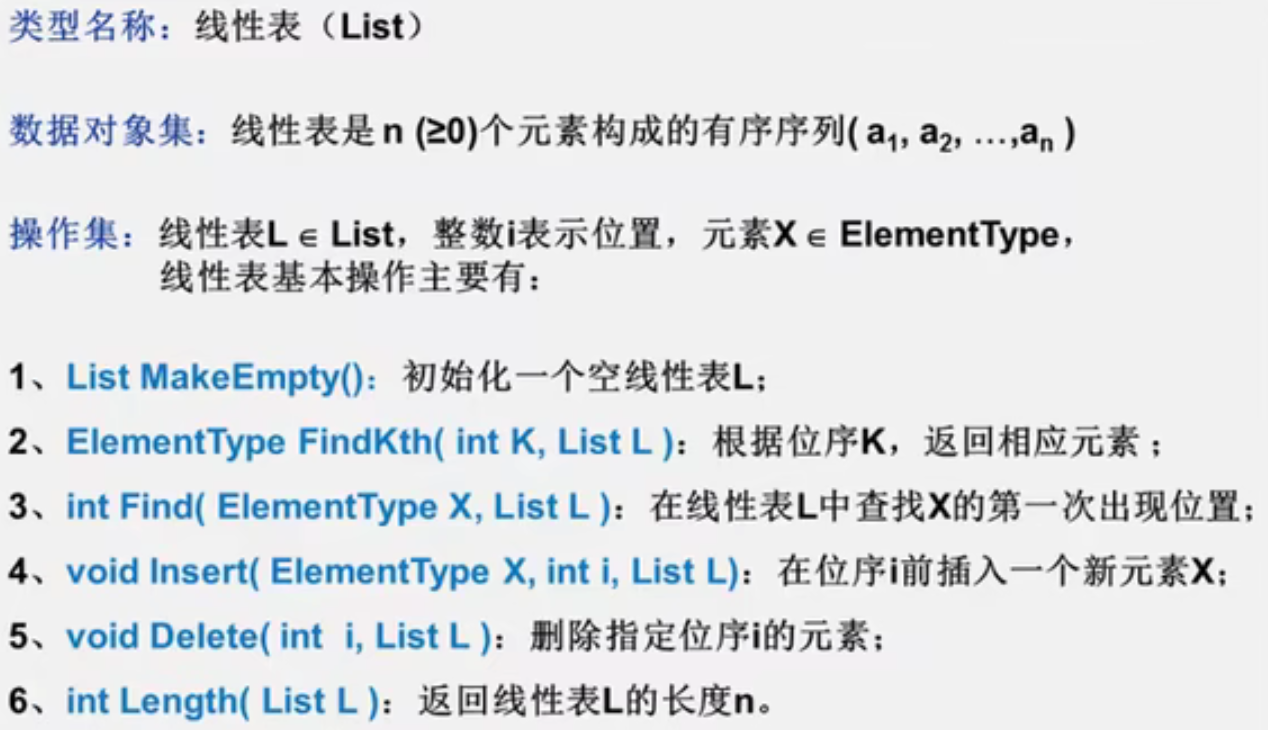 类型名称：线性表（List）
数据对象集：线性表是 n (≥0)个元素构成的有序序列( a₁, a₂, …,aₙ )
操作集：线性表L ∈ List，整数i表示位置，元素X ∈ ElementType，
线性表基本操作主要有：
1、List MakeEmpty()：初始化一个空线性表L；
2、ElementType FindKth( int K, List L )：根据位序K，返回相应元素 ；
3、int Find( ElementType X, List L )：在线性表L中查找X的第一次出现位置；
4、void Insert( ElementType X, int i, List L)：在位序i前插入一个新元素X；
5、void Delete( int  i, List L )：删除指定位序i的元素；
6、int Length( List L )：返回线性表L的长度n。